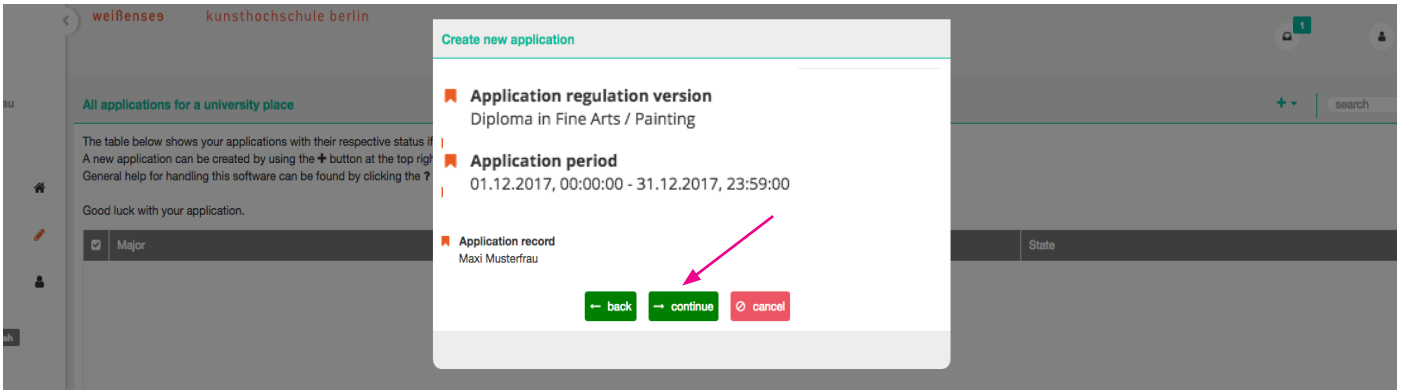 weißensee kunsthochschule berlin
1
Create new application
au
All applications for a university place
search
Application regulation version
Diploma in Fine Arts / Painting
The table below shows your applications with their respective status if
A new application can be created by using the + button at the top righ
General help for handling this software can be found by clicking the ?
Application period
01.12.2017, 00:00:00 - 31.12.2017, 23:59:00
Good luck with your application.
Major
State
Application record
Maxi Musterfrau
← back
→ continue
cancel